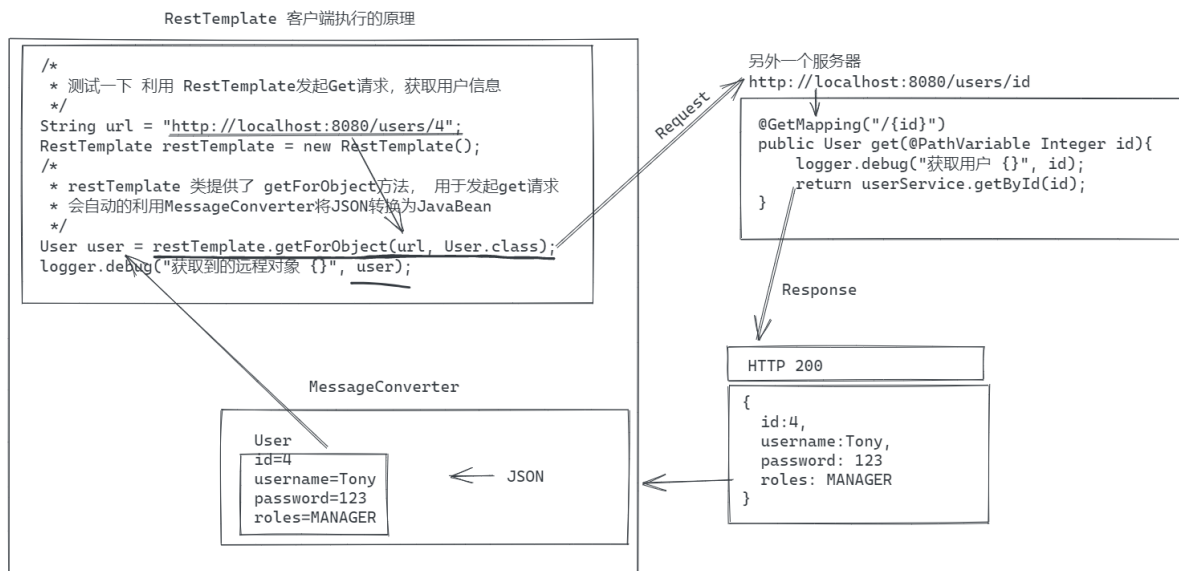 RestTemplate 客户端执行的原理
/*
* 测试一下 利用 RestTemplate发起Get请求，获取用户信息
*/
String url = "http://localhost:8080/users/4";
RestTemplate restTemplate = new RestTemplate();
/*
* restTemplate 类提供了 getForObject方法， 用于发起get请求
* 会自动的利用MessageConverter将JSON转换为JavaBean
*/
User user = restTemplate.getForObject(url, User.class);
logger.debug("获取到的远程对象 {}", user);
Request
另外一个服务器
http://localhost:8080/users/id
@GetMapping("/{id}")
public User get(@PathVariable Integer id){
logger.debug("获取用户 {}", id);
return userService.getById(id);
}
Response
HTTP 200
{
id:4,
username:Tony,
password: 123
roles: MANAGER
}
MessageConverter
JSON
User
id=4
username=Tony
password=123
roles=MANAGER